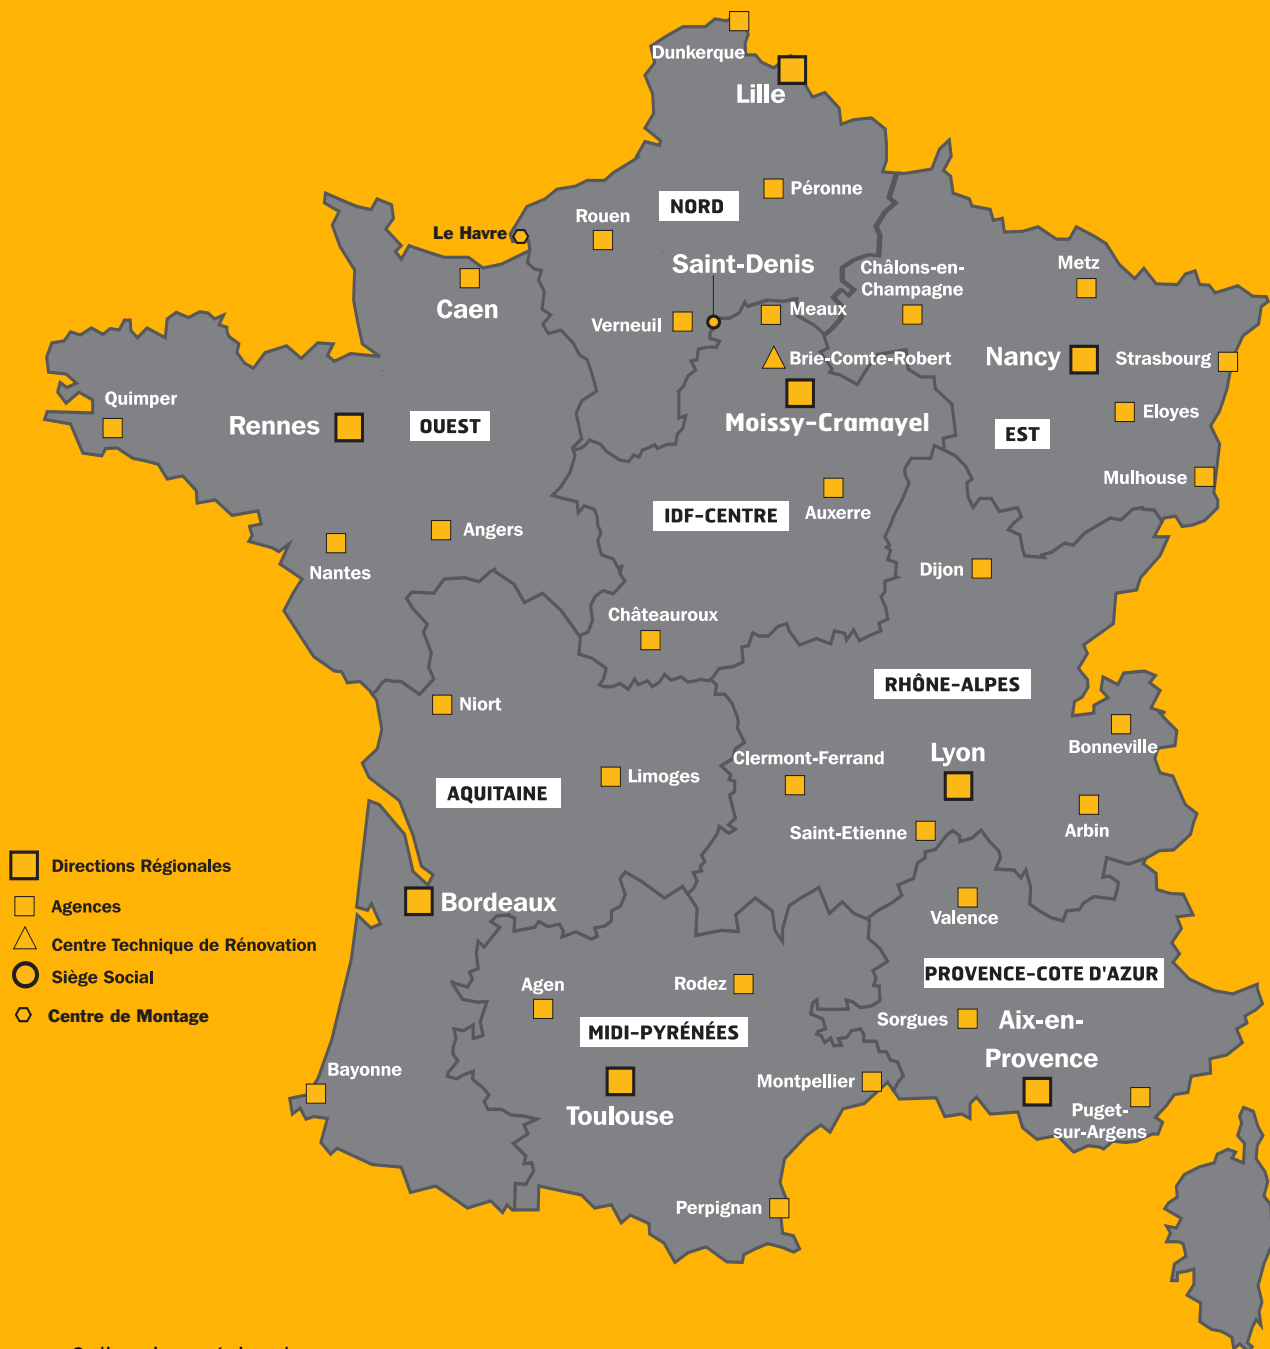 Dunkerque
Lille
Péronne
NORD
Rouen
Le Havre
Saint-Denis
Châlons-en-
Champagne
Metz
Caen
Verneuil
Meaux
Brie-Comte-Robert
Nancy
Strasbourg
Quimper
Rennes
OUEST
Moissy-Cramayel
EST
Eloyes
Mulhouse
IDF-CENTRE
Auxerre
Angers
Nantes
Dijon
Châteauroux
RHÔNE-ALPES
Niort
Bonneville
Clermont-Ferrand
Lyon
Limoges
AQUITAINE
Saint-Etienne
Arbin
Directions Régionales
Agences
Centre Technique de Rénovation
Siège Social
Centre de Montage
Bordeaux
Valence
PROVENCE-COTE D'AZUR
Agen
Rodez
MIDI-PYRÉNÉES
Sorgues
Aix-en-
Provence
Bayonne
Montpellier
Toulouse
Puget-
sur-Argens
Perpignan